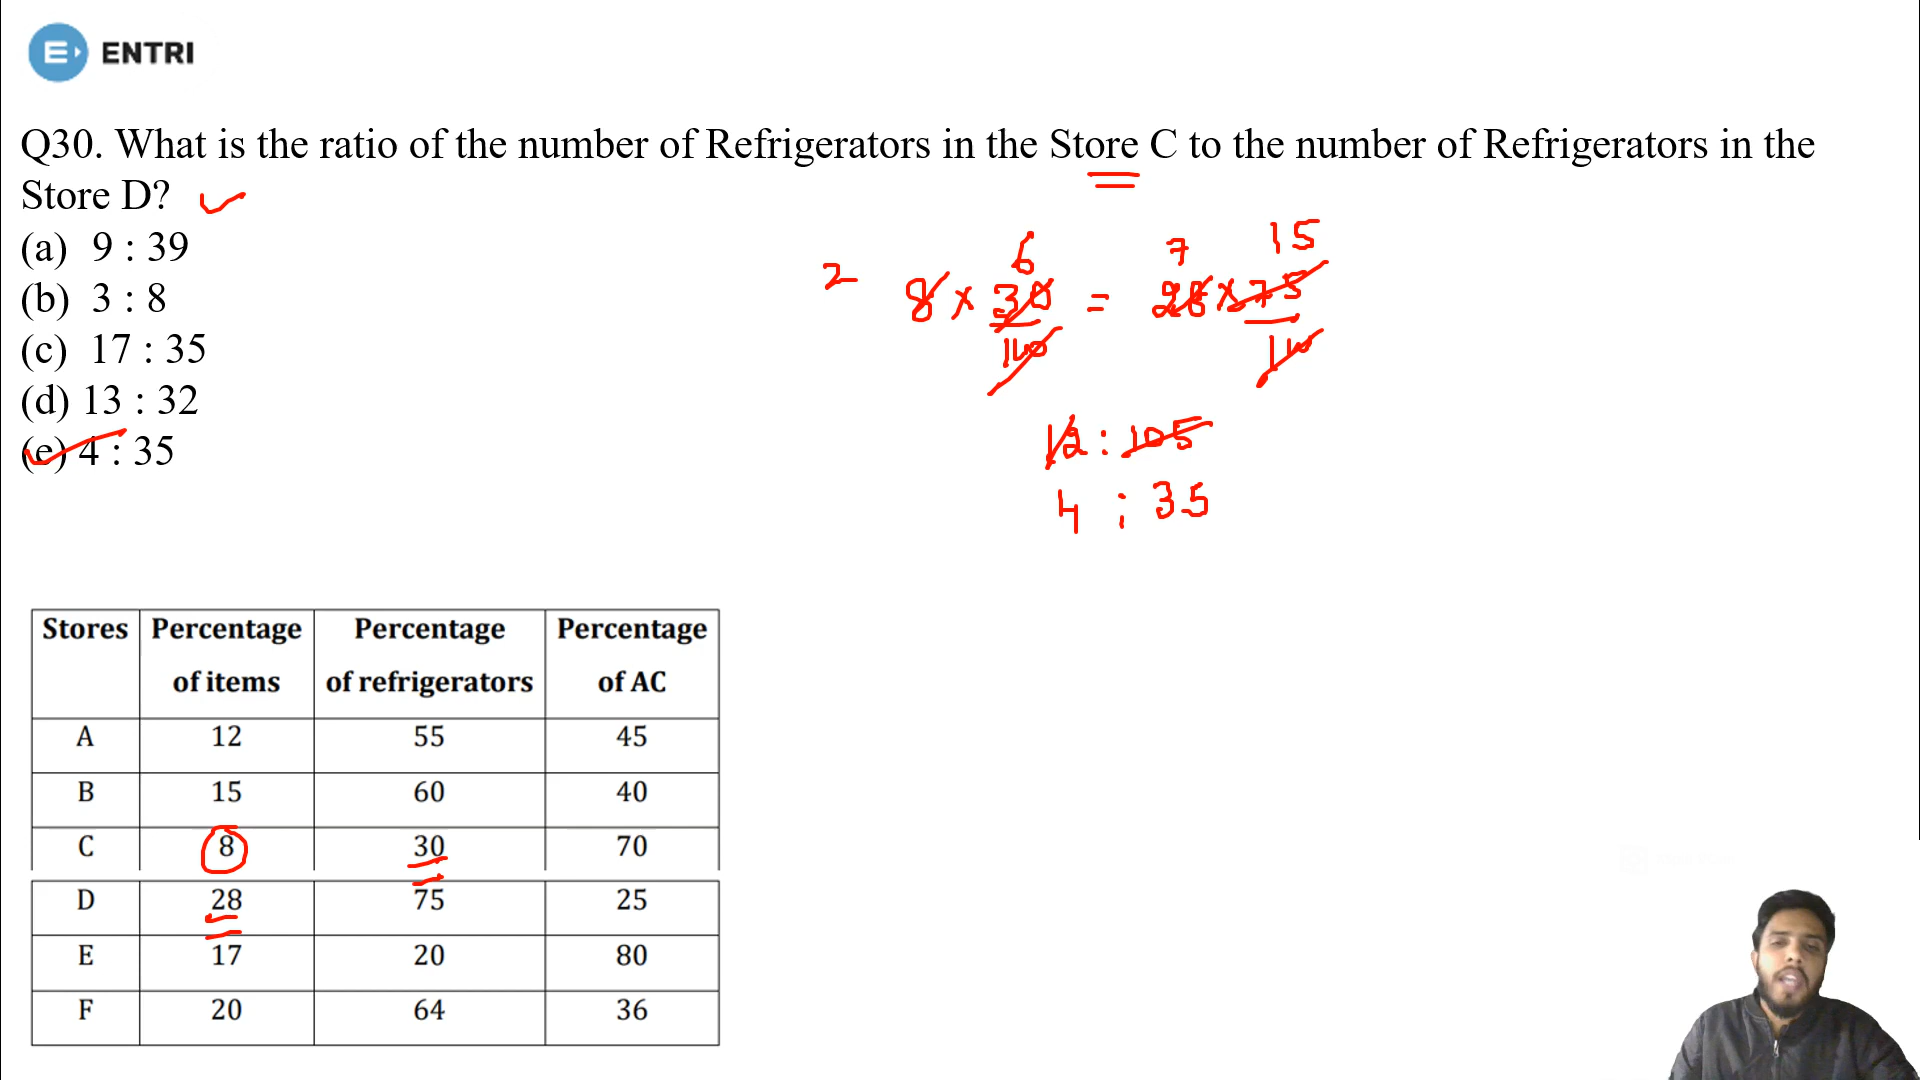 E ENTRI
Q30. What is the ratio of the number of Refrigerators in the Store C to the number of Refrigerators in the
Store D?
(a) 9 : 39
(b) 3 : 8
(c) 17 : 35
(d) 13 : 32
(e) 4 : 35
6 7 15
2 8 × 30 = 28 × 75
100 100
12 : 105
4 : 35
Stores Percentage of items Percentage of refrigerators Percentage of AC
A 12 55 45
B 15 60 40
C 8 30 70
D 28 75 25
E 17 20 80
F 20 64 36